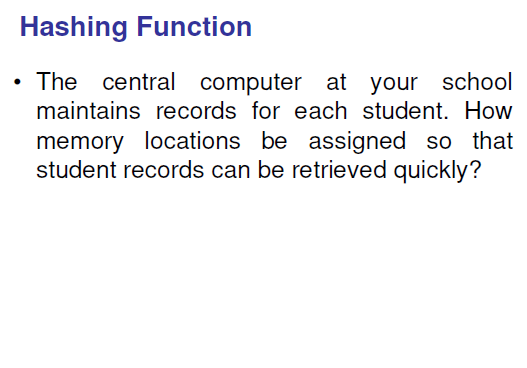 Hashing Function
• The central computer at your school
maintains records for each student. How
memory locations be assigned so that
student records can be retrieved quickly?